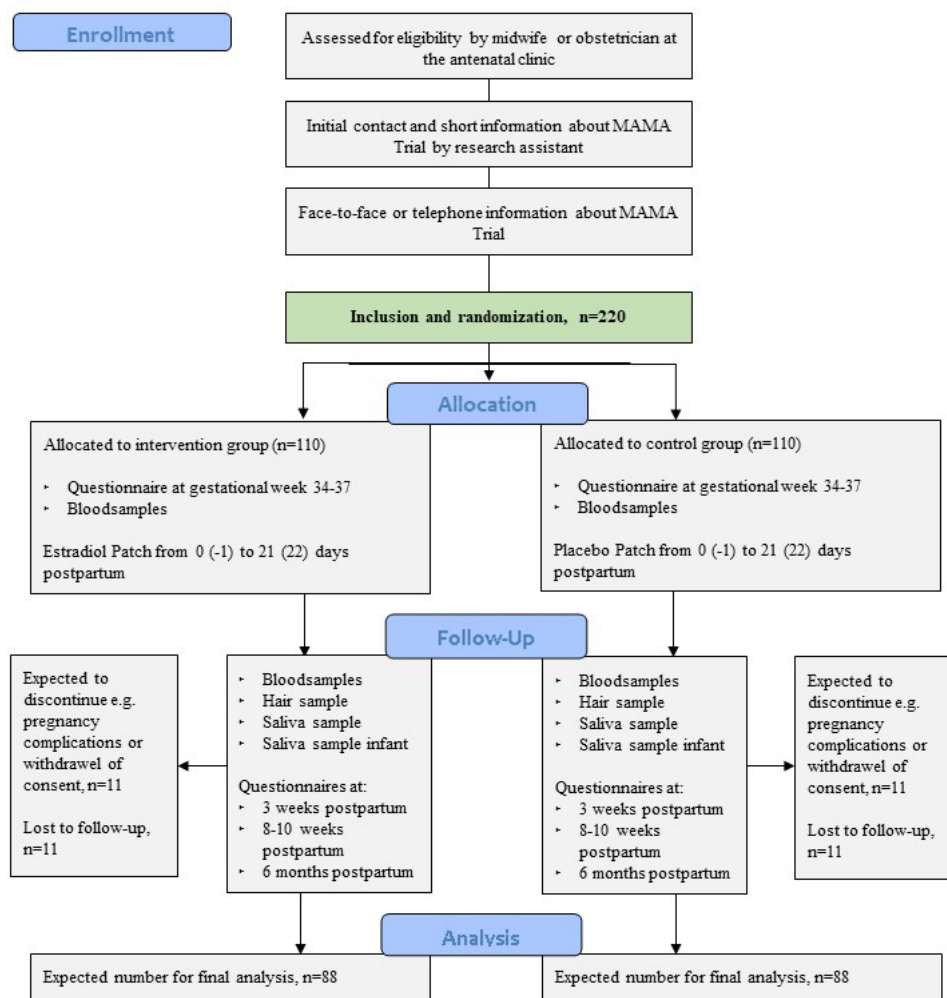 Enrollment
Assessed for eligibility by midwife or obstetrician at
the antenatal clinic
Initial contact and short information about MAMA
Trial by research assistant
Face-to-face or telephone information about MAMA
Trial
Inclusion and randomization, n=220
Allocation
Allocated to intervention group (n=110)
‣ Questionnaire at gestational week 34-37
‣ Bloodsamples
Estradiol Patch from 0 (-1) to 21 (22) days
postpartum
Allocated to control group (n=110)
‣ Questionnaire at gestational week 34-37
‣ Bloodsamples
Placebo Patch from 0 (-1) to 21 (22) days
postpartum
Follow-Up
Expected to
discontinue e.g.
pregnancy
complications or
withdrawel of
consent, n=11
Lost to follow-up,
n=11
‣ Bloodsamples
‣ Hair sample
‣ Saliva sample
‣ Saliva sample infant
Questionnaires at:
‣ 3 weeks postpartum
‣ 8-10 weeks
postpartum
‣ 6 months postpartum
‣ Bloodsamples
‣ Hair sample
‣ Saliva sample
‣ Saliva sample infant
Questionnaires at:
‣ 3 weeks postpartum
‣ 8-10 weeks
postpartum
‣ 6 months postpartum
Expected to
discontinue e.g.
pregnancy
complications or
withdrawel of
consent, n=11
Lost to follow-up,
n=11
Analysis
Expected number for final analysis, n=88
Expected number for final analysis, n=88